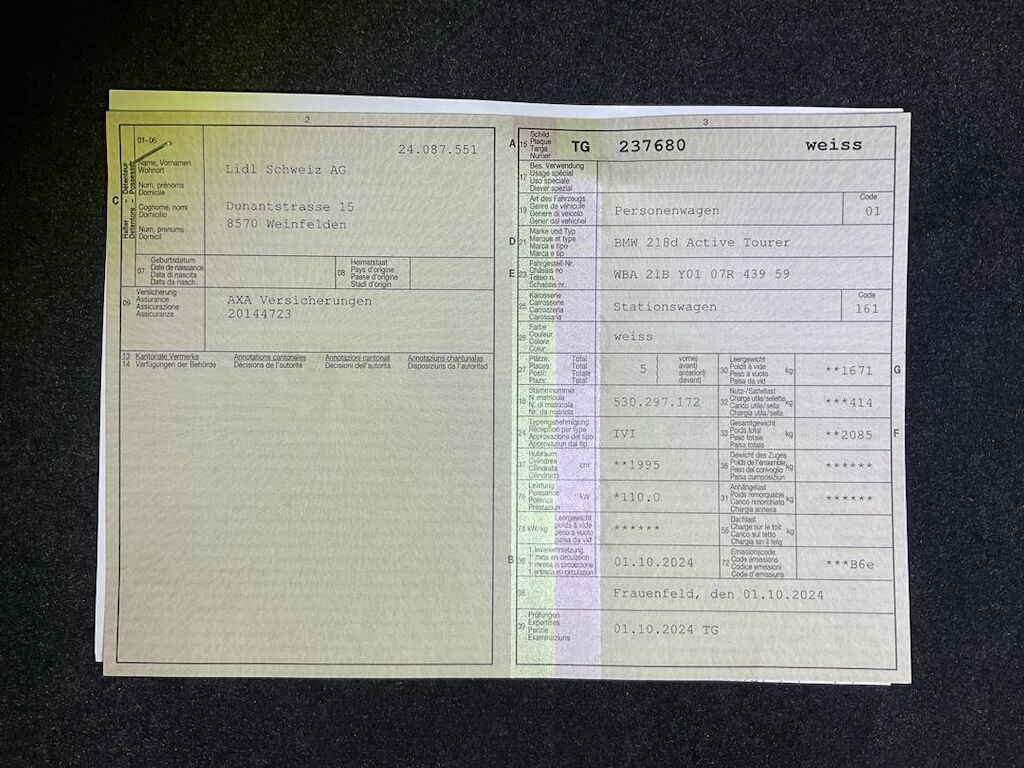 2
01-06
24.087.551
C
Halter - Détenteur
Detentore - Possessur
Name, Vornamen
Wohnort
Nom, prénoms
Domicile
Cognome, nomi
Domicilio
Num, prenums
Domicil
Lidl Schweiz AG
Dunantstrasse 15
8570 Weinfelden
07
Geburtsdatum
Date de naissance
Data di nascita
Data da nasch.
08
Heimatstaat
Pays d'origine
Paese d'origine
Stadi d'origin
09
Versicherung
Assurance
Assicurazione
Assicuranza
AXA Versicherungen
20144723
13 Kantonale Vermerke Annotations cantonales Annotazioni cantonali Annotaziuns chantunalas
14 Verfügungen der Behörde Décisions de l'autorité Decisioni dell'autorità Disposiziuns da l'autoritad
3
A 15
Schild
Plaque
Targa
Numer
TG 237680 weiss
17
Bes. Verwendung
Usage spécial
Uso speciale
Diever spezial
19
Art des Fahrzeugs
Genre de véhicule
Genere di veicolo
Gener dal vehichel
Personenwagen
Code
01
D 21
Marke und Typ
Marque et type
Marca e tipo
Marca e tip
BMW 218d Active Tourer
E 23
Fahrgestell-Nr.
Châssis no
Telaio n.
Schassis nr.
WBA 21B Y01 07R 439 59
25
Karosserie
Carrosserie
Carrozzeria
Carossaria
Stationswagen
Code
161
26
Farbe
Couleur
Colore
Colur
weiss
27
Plätze: Total
Places: Total
Posti: Totale
Plazs: Total
5
vorne)
avant)
anteriori)
davant)
30
Leergewicht
Poids à vide
Peso a vuoto
Paisa da vid
kg
**1671
G
18
Stammnummer
N matricule
N. di matricola
Nr. da matricla
530.297.172
32
Nutz-/Sattellast
Charge utile/sellette
Carico utile/sella
Chargia utila/sella
kg
***414
24
Typengenehmigung
Réception par type
Approvazione del tipo
Approvaziun dal tip
IVI
33
Gesamtgewicht
Poids total
Peso totale
Paisa totala
kg
**2085
F
37
Hubraum
Cylindrée
Cilindrata
Cilindrada
cm³
**1995
35
Gewicht des Zuges
Poids de l'ensemble
Peso del convoglio
Paisa cumposiziun
kg
******
76
Leistung
Puissance
Potenza
Prestaziun
kW
*110.0
31
Anhängelast
Poids remorquable
Carico rimorchiato
Chargia annexa
kg
******
78 kW/kg
Leergewicht
poids à vide
peso a vuoto
paisa da vid
******
55
Dachlast
Charge sur le toit
Carico sul tetto
Chargia sin il tetg
kg
B 36
1. Inverkehrsetzung
1re mise en circulation
1a messa in circolazione
1. entrada en circulaziun
01.10.2024
72
Emissionscode
Code émissions
Codice emissioni
Code d'emissiuns
***B6e
38
Frauenfeld, den 01.10.2024
39
Prüfungen
Expertises
Perizie
Examinaziuns
01.10.2024 TG